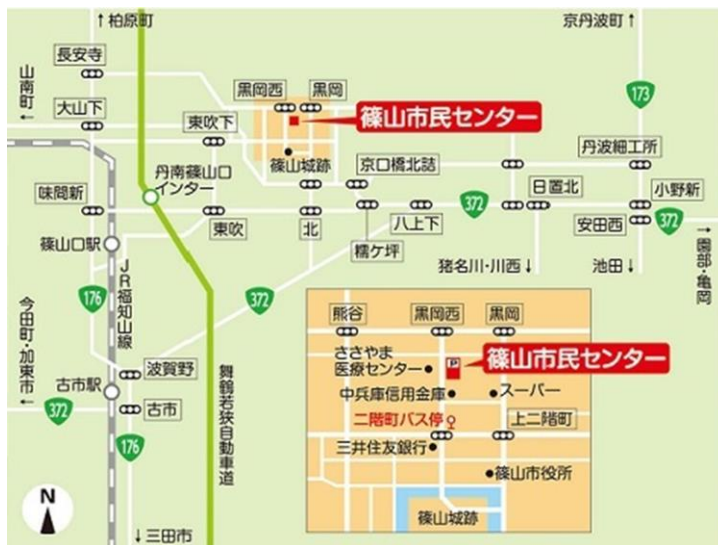 ↑柏原町
京丹波町↑
長安寺
山南町
←
大山下
黒岡西
黒岡
173
篠山市民センター
東吹下
篠山城跡
京口橋北詰
丹波細工所
丹南篠山口
インター
味間新
日置北
小野新
372
東吹
北
八上下
安田西
372
糯ケ坪
篠山口駅
猪名川・川西↓
池田↓
→
園部・亀岡
JR福知山線
176
372
今田町・加東市
←
舞鶴若狭自動車道
波賀野
古市駅
372
古市
176
N
↓三田市
熊谷
黒岡西
黒岡
ささやま
医療センター
P
篠山市民センター
中兵庫信用金庫
スーパー
二階町バス停
上二階町
三井住友銀行
篠山市役所
篠山城跡